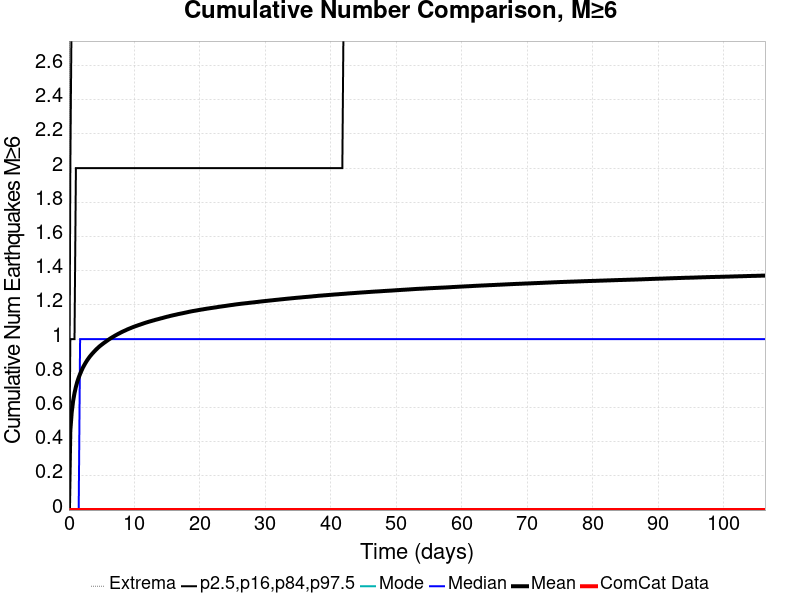 Cumulative Number Comparison, M≥6
Cumulative Num Earthquakes M≥6
2.6
2.4
2.2
2
1.8
1.6
1.4
1.2
1
0.8
0.6
0.4
0.2
0
0 10 20 30 40 50 60 70 80 90 100
Time (days)
Extrema p2.5,p16,p84,p97.5 Mode Median Mean ComCat Data